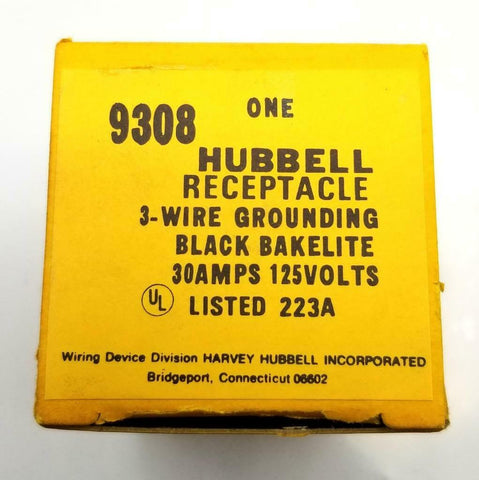 ONE
9308
HUBBELL
RECEPTACLE
3-WIRE GROUNDING
BLACK BAKELITE
30AMPS 125VOLTS
UL LISTED 223A
Wiring Device Division HARVEY HUBBELL INCORPORATED
Bridgeport, Connecticut 06602